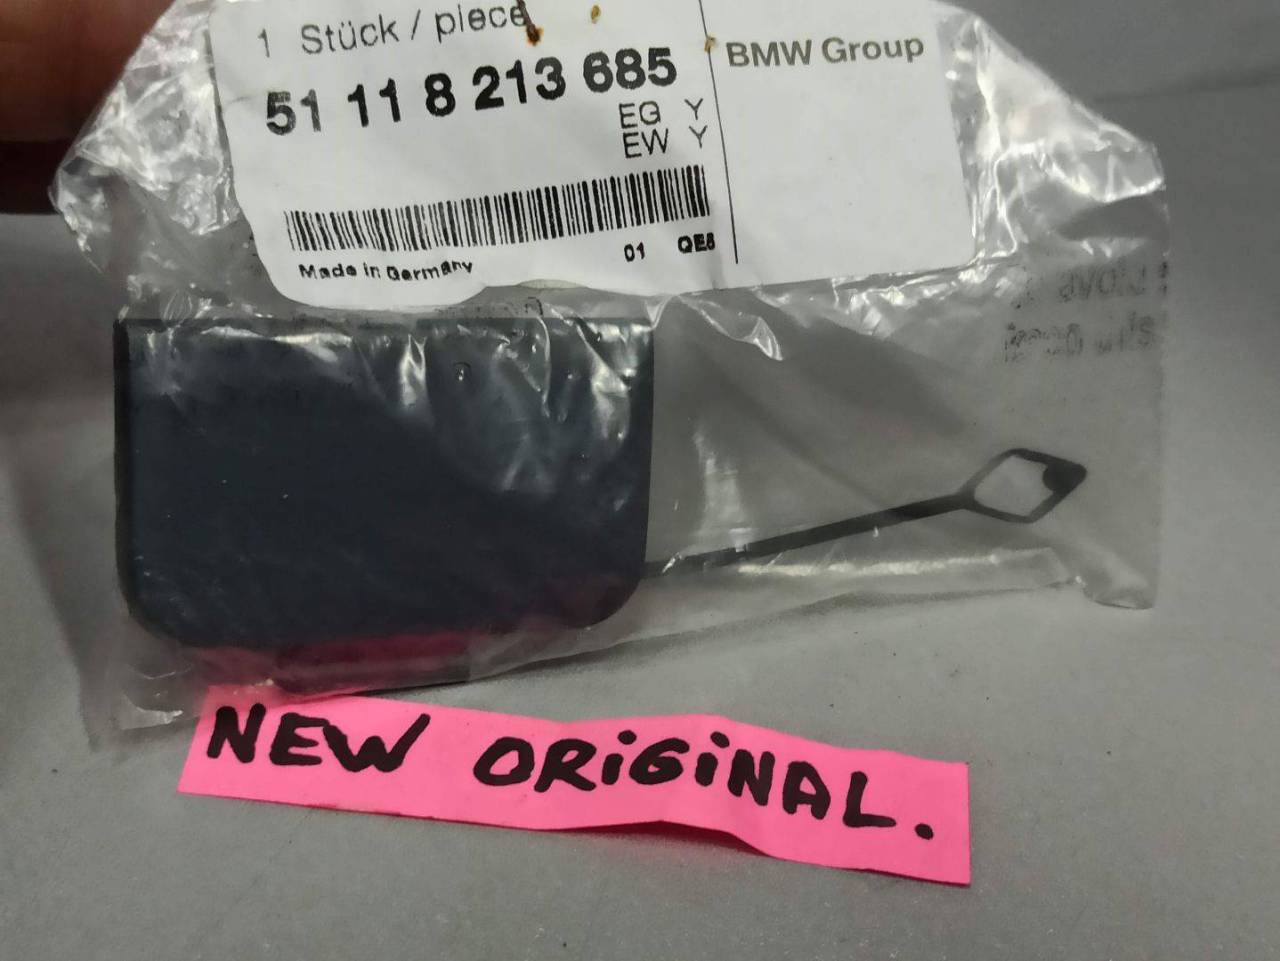 1 Stück / piece
51 11 8 213 685
BMW Group
EG Y
EW Y
01 QE8
Made in Germany
NEW ORiGiNAL.